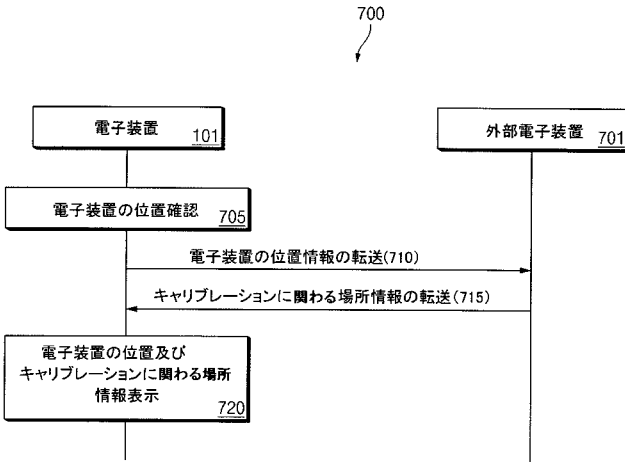 700
電子装置
101
外部電子装置
701
電子装置の位置確認
705
電子装置の位置情報の転送(710)
キャリブレーションに関わる場所情報の転送(715)
電子装置の位置及び
キャリブレーションに関わる場所
情報表示
720